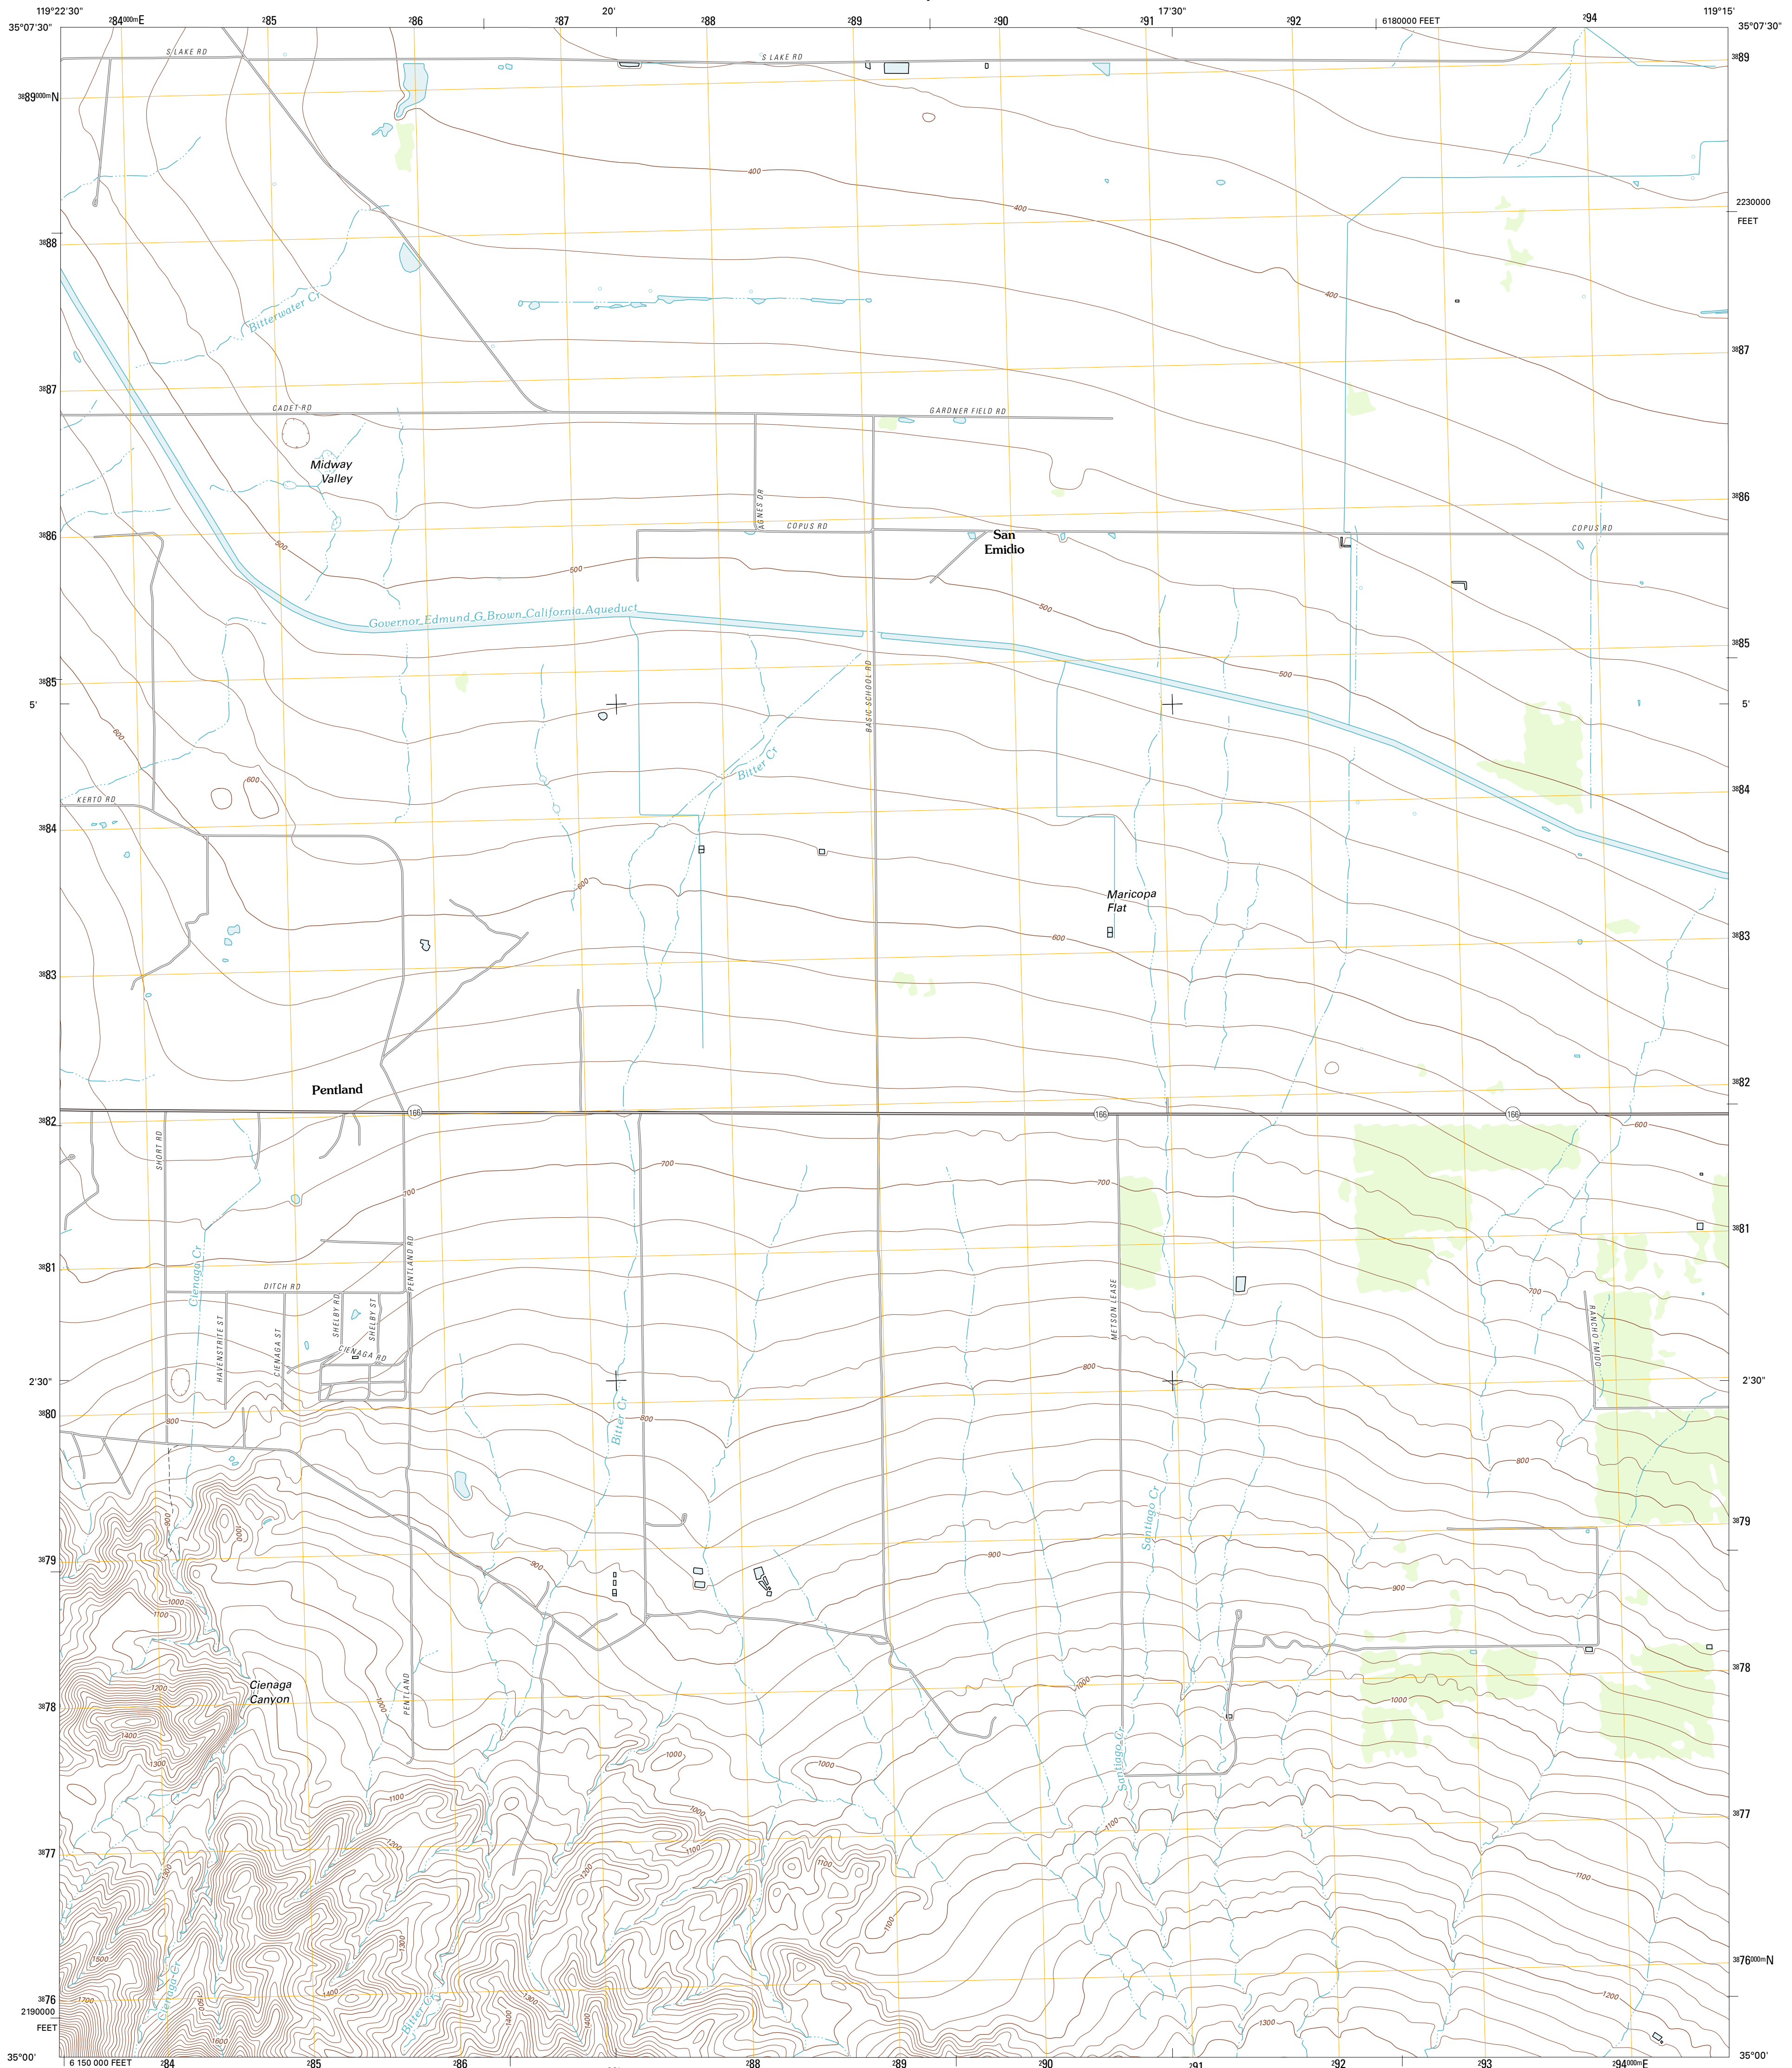 119°22'30"
²84⁰⁰⁰ᵐE
²85
²86
²87
20'
²88
²89
²90
²91
17'30"
²92
6180000 FEET
²94
119°15'
35°07'30"
35°07'30"
S LAKE RD
S LAKE RD
³⁸89
³⁸89⁰⁰⁰ᵐN
400
400
2230000
FEET
³⁸88
400
Bitterwater Cr
³⁸87
³⁸87
CADET RD
GARDNER FIELD RD
Midway
Valley
³⁸86
AGNES DR
COPUS RD
COPUS RD
³⁸86
San
Emidio
500
500
500
Governor Edmund G Brown California Aqueduct
³⁸85
BASIC SCHOOL RD
500
³⁸85
5'
5'
600
Bitter Cr
600
³⁸84
KERTO RD
³⁸84
600
Maricopa
Flat
600
³⁸83
³⁸83
³⁸82
Pentland
166
166
166
³⁸82
600
SHORT RD
700
700
700
³⁸81
Cienaga Cr
PENTLAND RD
³⁸81
DITCH RD
METSON LEASE
700
HAVENSTRITE ST
CIENAGA ST
SHELBY RD
SHELBY ST
CIENAGA RD
RANCHO EMIDO
800
2'30"
2'30"
³⁸80
800
Bitter Cr
800
800
900
1000
Santiago Cr
³⁸79
³⁸79
900
900
900
1000
1100
Cienaga
Canyon
1200
1000
PENTLAND
1000
1000
³⁸78
³⁸78
1400
1300
Santiago Cr
1000
1000
1100
1000
1100
³⁸77
³⁸77
1200
1100
1300
1200
1100
1100
1100
1300
1500
Cienaga Cr
³⁸76⁰⁰⁰ᵐN
³⁸76
1700
1400
1300
1200
2190000
FEET
Bitter Cr
1400
1400
1300
1600
35°00'
6 150 000 FEET
²84
²85
²86
²88
²89
²90
²91
²92
²93
²94⁰⁰⁰ᵐE
35°00'